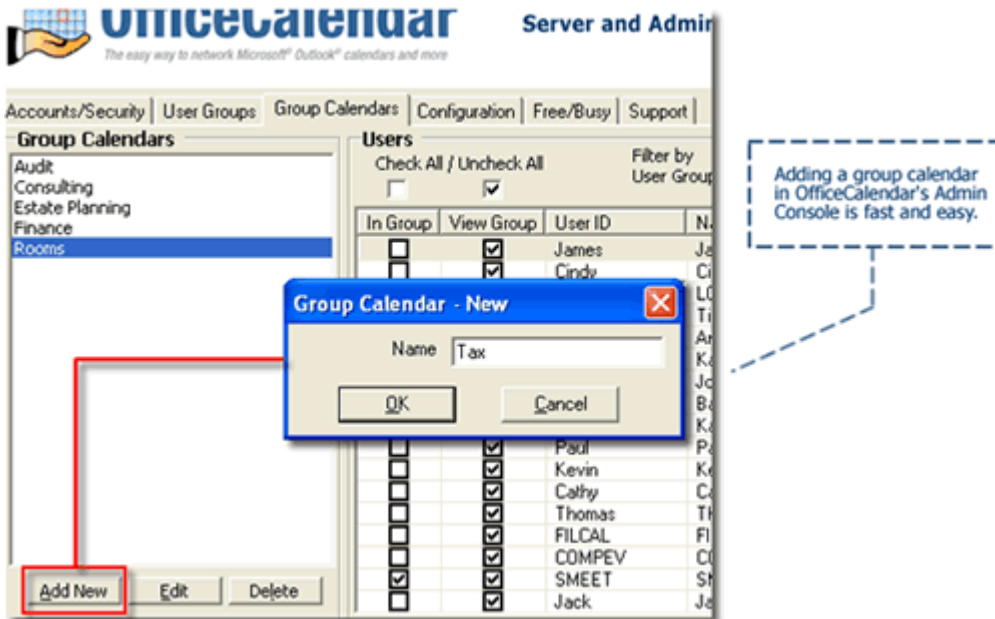 OfficeCalendar
The easy way to network Microsoft® Outlook® calendars and more
Server and Admin
Accounts/Security User Groups Group Calendars Configuration Free/Busy Support
Group Calendars
Audit
Consulting
Estate Planning
Finance
Rooms
Add New Edit Delete
Users
Check All / Uncheck All
Filter by
User Group
In Group View Group User ID
James
Cindy
Paul
Kevin
Cathy
Thomas
FILCAL
COMPEV
SMEET
Jack
Group Calendar - New
Name Tax
OK Cancel
Adding a group calendar
in OfficeCalendar's Admin
Console is fast and easy.